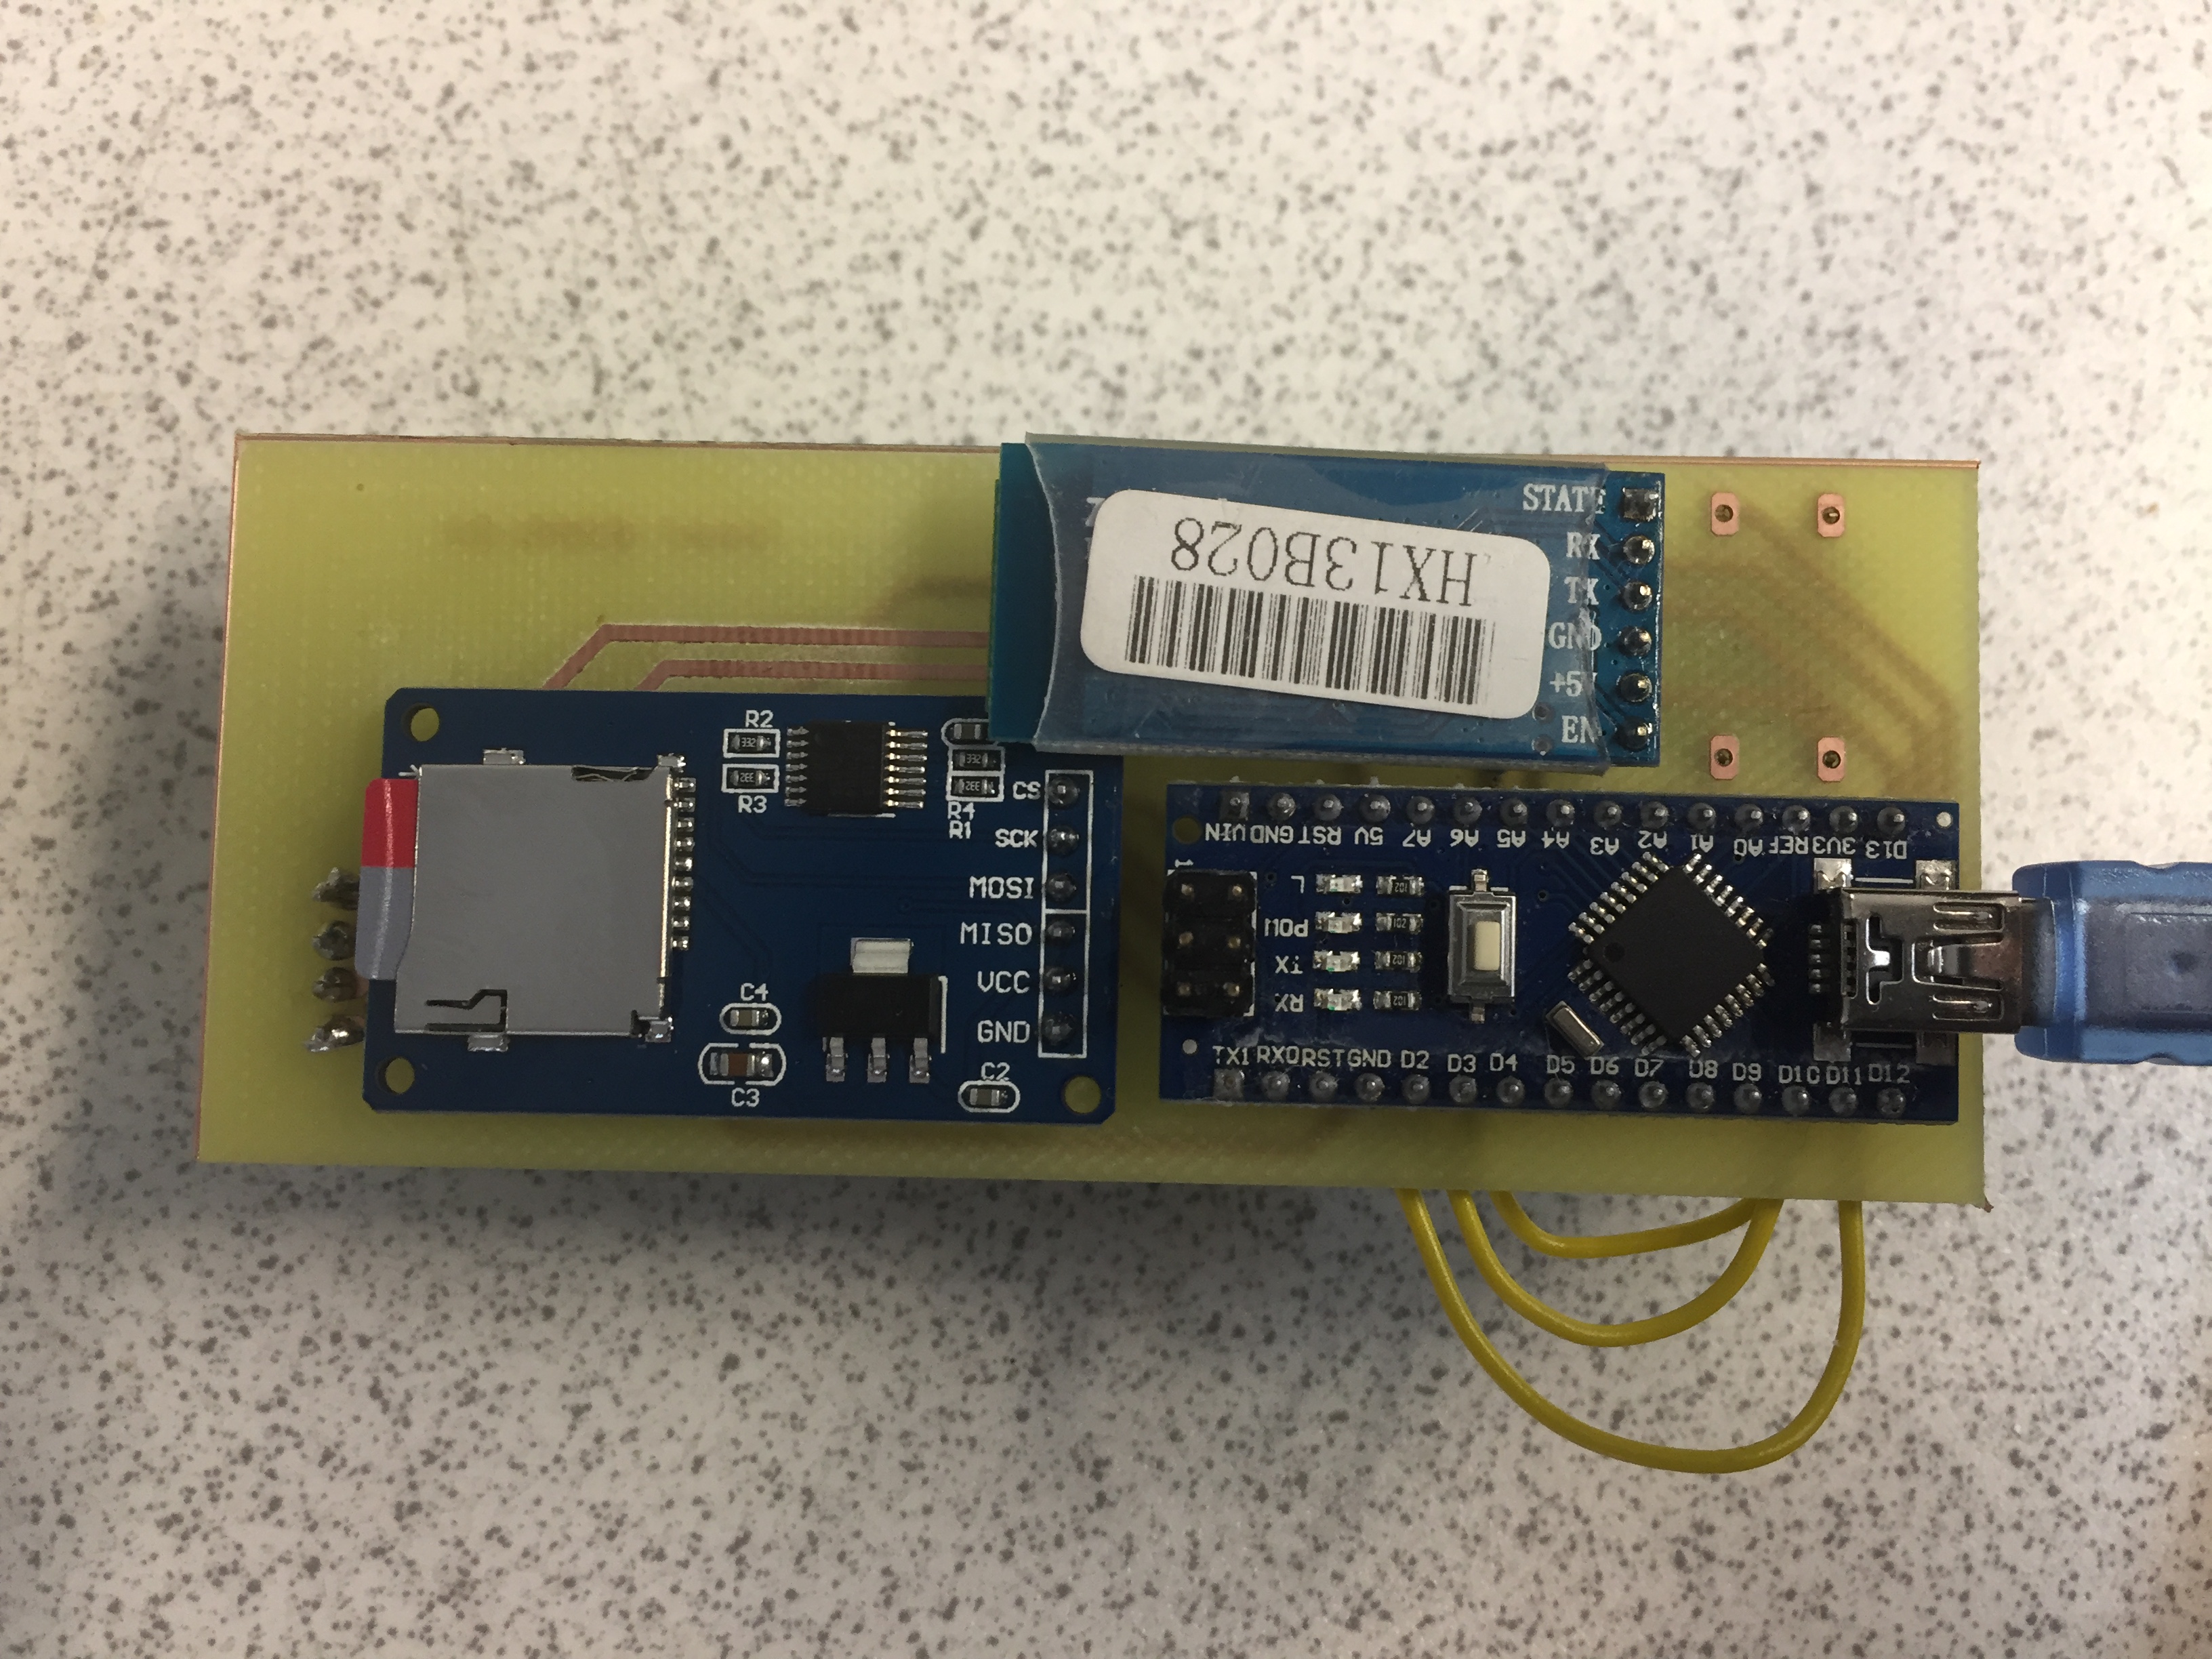 C3
C4
R3
R2
C2
R1
R4
GND
VCC
MISO
MOSI
SCK
CS
TX1
RX0
RST
GND
D2
D3
D4
D5
D6
D7
D8
D9
D10
D11
D12
RX
TX
POW
L
VIN
GND
RST
5V
A7
A6
A5
A4
A3
A2
A1
A0
REF
3V3
D13
HX13B028
EN
+5
GND
TX
RX
STATE